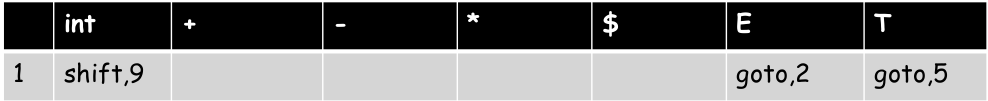 int + - * $ E T
1 shift,9 goto,2 goto,5